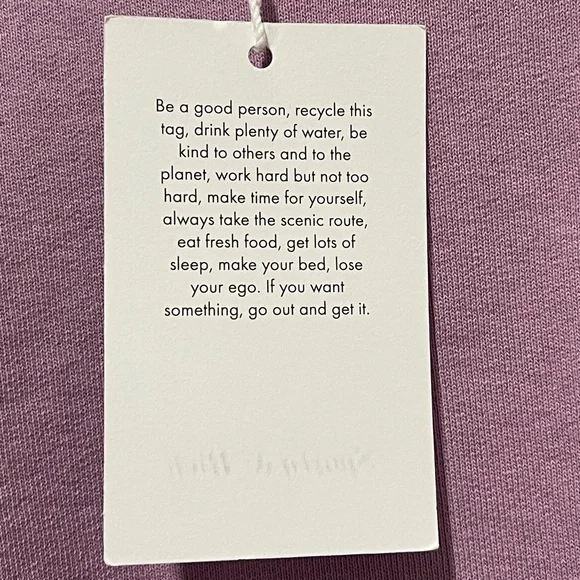 Be a good person, recycle this
tag, drink plenty of water, be
kind to others and to the
planet, work hard but not too
hard, make time for yourself,
always take the scenic route,
eat fresh food, get lots of
sleep, make your bed, lose
your ego. If you want
something, go out and get it.